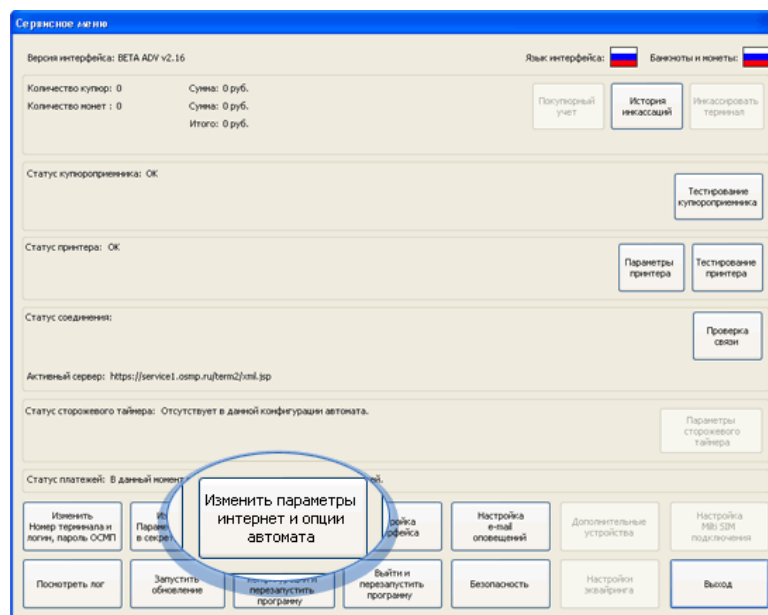 Сервисное меню
Версия интерфейса: BETA ADV v2.16
Язык интерфейса:
Банкноты и монеты:
Количество купюр: 0
Сумма: 0 руб.
Количество монет : 0
Сумма: 0 руб.
Итого: 0 руб.
Покупюрный
учет
История
инкассаций
Инкассировать
терминал
Статус купюроприемника: ОК
Тестирование
купюроприемника
Статус принтера: ОК
Параметры
принтера
Тестирование
принтера
Статус соединения:
Проверка
связи
Активный сервер: https://service1.osmp.ru/term2/xml.jsp
Статус сторожевого таймера: Отсутствует в данной конфигурации автомата.
Параметры
сторожевого
таймера
Статус платежей: В данный момент
Изменить
Номер терминала и
логин, пароль ОСМП
Изменить параметры
интернет и опции
автомата
Настройка
e-mail
оповещений
Дополнительные
устройства
Настройка
Milti SIM
подключения
Посмотреть лог
Запустить
обновление
перезапустить
программу
Выйти и
перезапустить
программу
Безопасность
Настройки
эквайринга
Выход